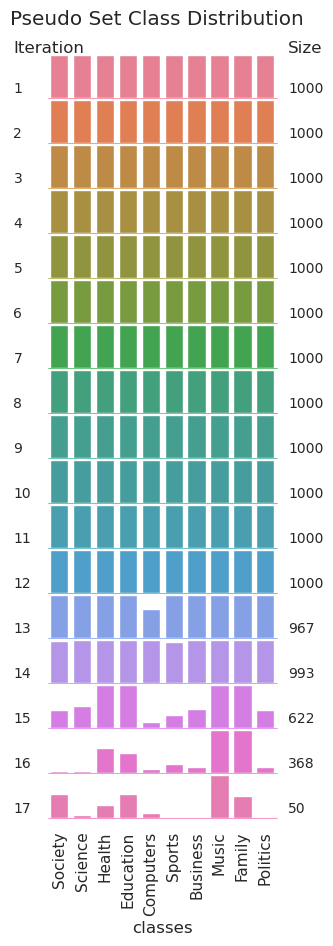 Pseudo Set Class Distribution
Iteration Size
1 1000
2 1000
3 1000
4 1000
5 1000
6 1000
7 1000
8 1000
9 1000
10 1000
11 1000
12 1000
13 967
14 993
15 622
16 368
17 50
Society
Science
Health
Education
Computers
Sports
Business
Music
Family
Politics
classes